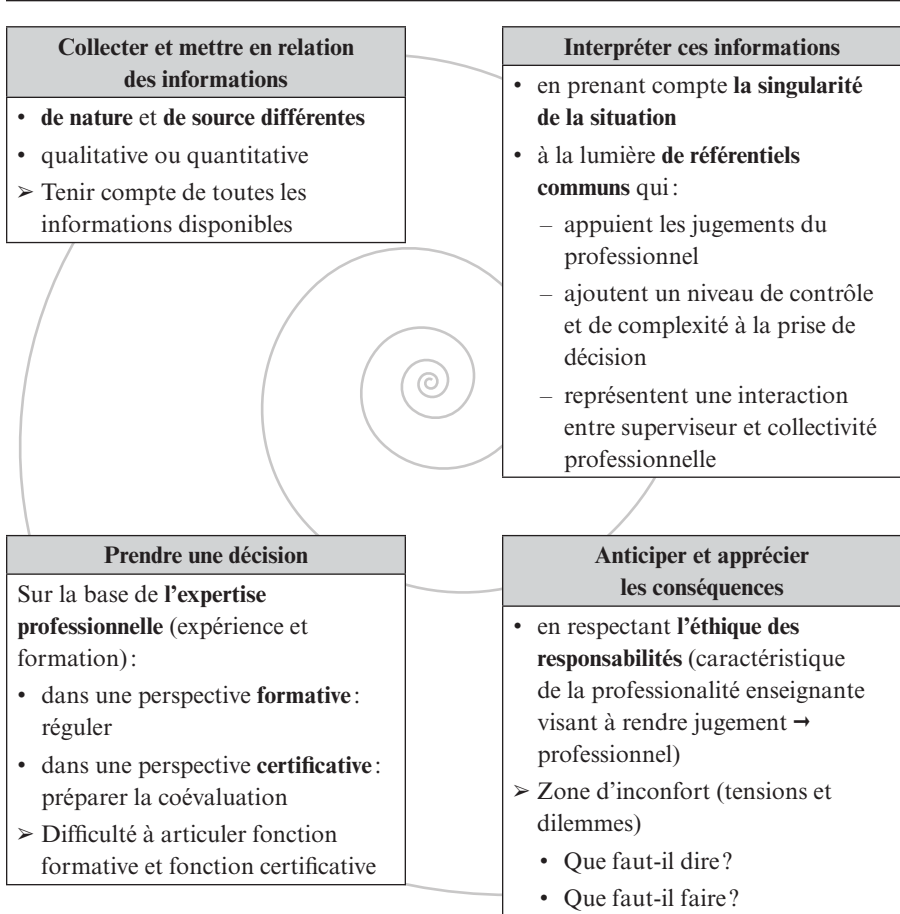 Collecter et mettre en relation
des informations
• de nature et de source différentes
• qualitative ou quantitative
➢ Tenir compte de toutes les
informations disponibles
Interpréter ces informations
• en prenant compte la singularité
de la situation
• à la lumière de référentiels
communs qui :
– appuient les jugements du
professionnel
– ajoutent un niveau de contrôle
et de complexité à la prise de
décision
– représentent une interaction
entre superviseur et collectivité
professionnelle
Prendre une décision
Sur la base de l’expertise
professionnelle (expérience et
formation) :
• dans une perspective formative :
réguler
• dans une perspective certificative :
préparer la coévaluation
➢ Difficulté à articuler fonction
formative et fonction certificative
Anticiper et apprécier
les conséquences
• en respectant l’éthique des
responsabilités (caractéristique
de la professionalité enseignante
visant à rendre jugement ➞
professionnel)
➢ Zone d’inconfort (tensions et
dilemmes)
• Que faut-il dire ?
• Que faut-il faire ?